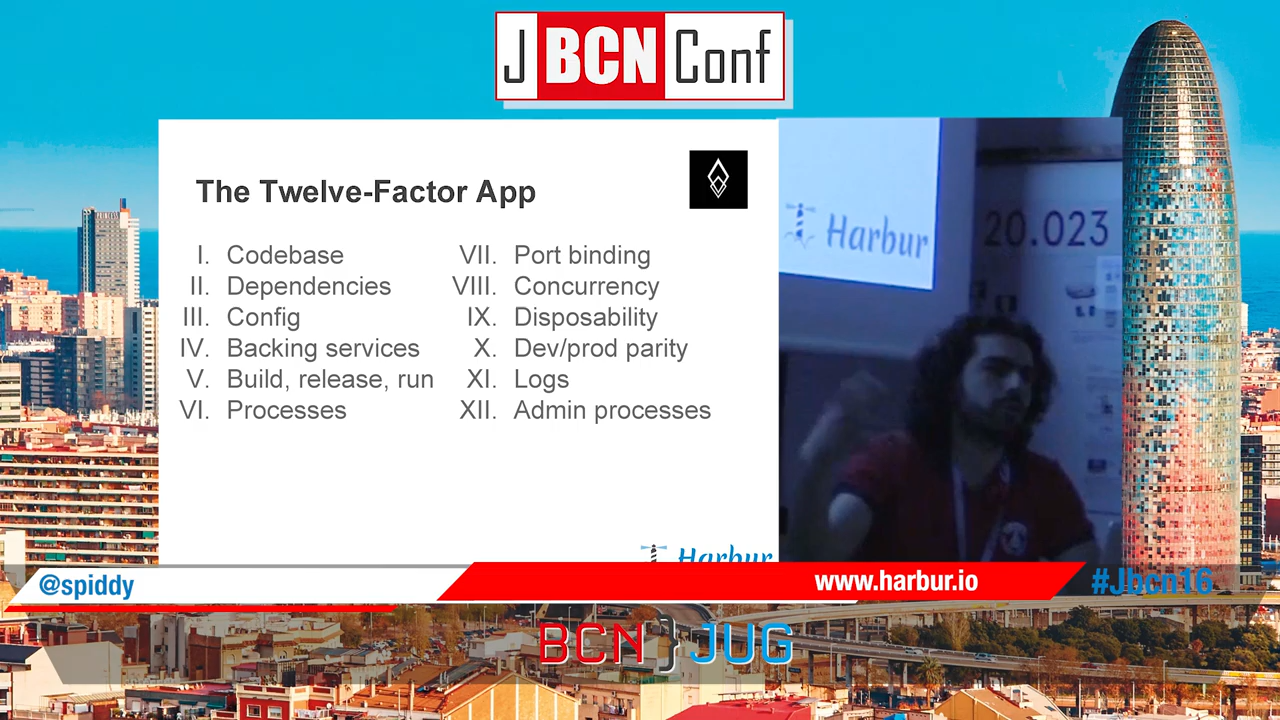 J BCN Conf
The Twelve-Factor App
I. Codebase
II. Dependencies
III. Config
IV. Backing services
V. Build, release, run
VI. Processes
VII. Port binding
VIII. Concurrency
IX. Disposability
X. Dev/prod parity
XI. Logs
XII. Admin processes
Harbur
Harbur
20.023
@spiddy
www.harbur.io
#Jbcn16
BCN}JUG